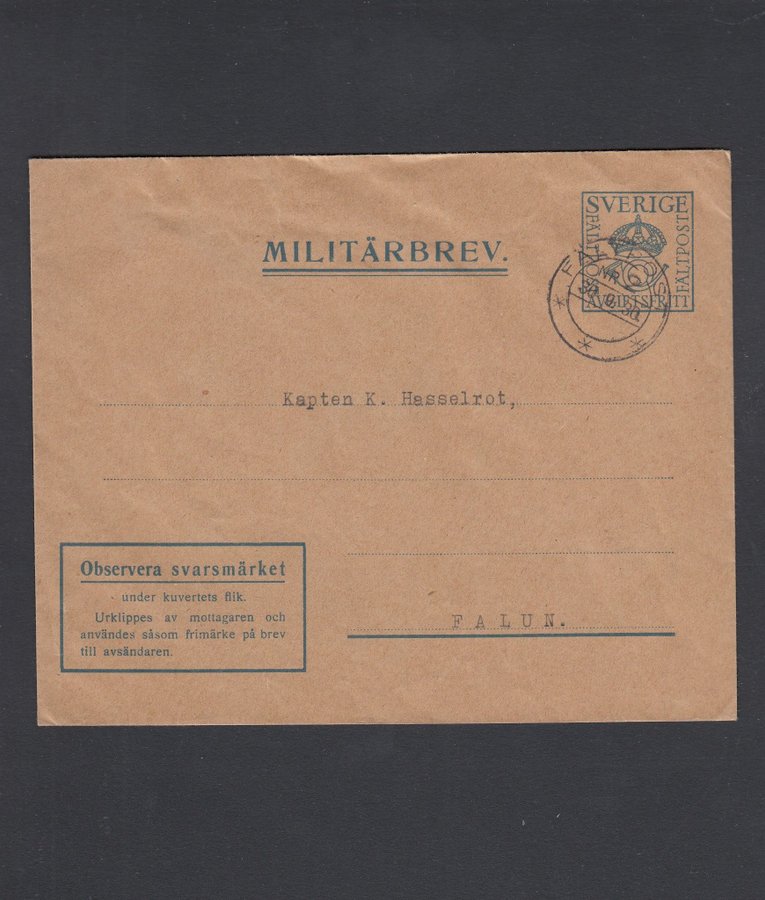 MILITÄRBREV.
SVERIGE
FÄLTPOST
FÄLTPOST
AVGIFTSFRITT
NR
Kapten K. Hasselrot,
FALUN.
Observera svarsmärket
under kuvertets flik.
Urklippes av mottagaren och
användes såsom frimärke på brev
till avsändaren.